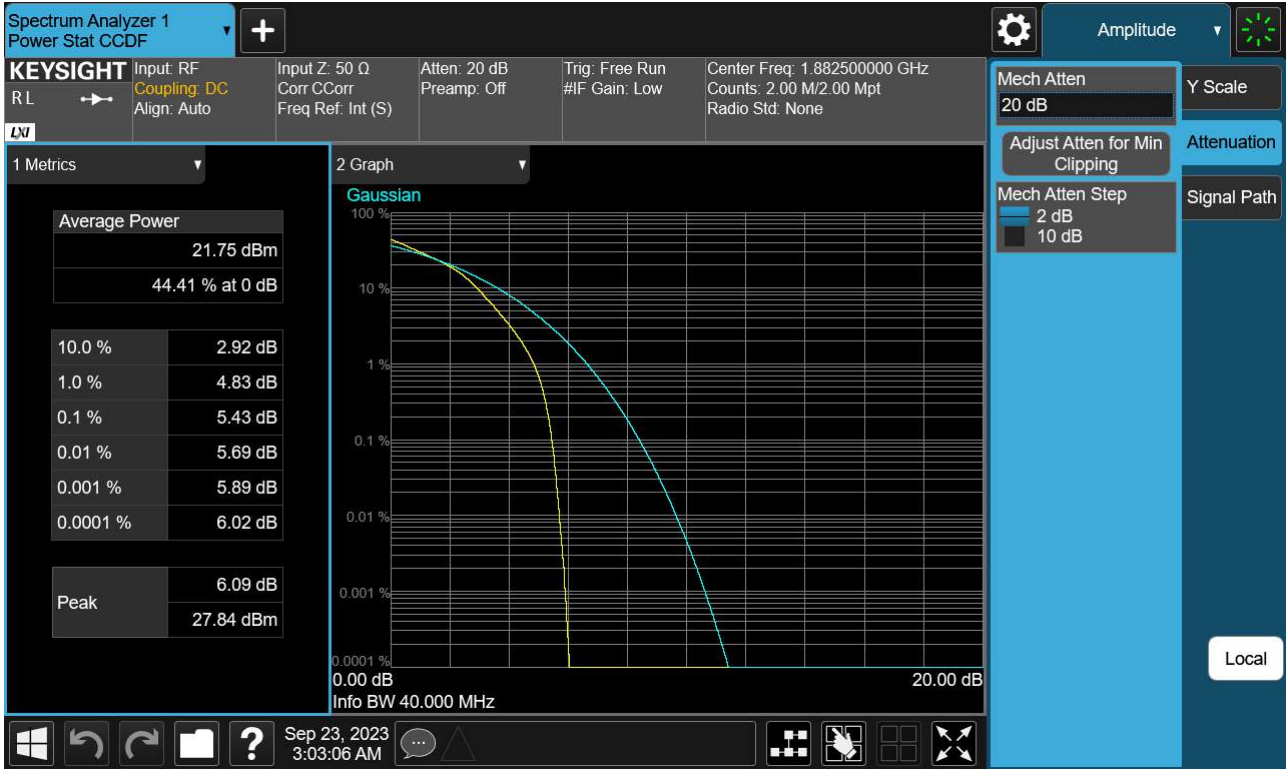 Spectrum Analyzer 1
Power Stat CCDF
Amplitude
KEYSIGHT
RL
LXI
Input: RF
Coupling: DC
Align: Auto
Input Z: 50 Ω
Corr CCorr
Freq Ref: Int (S)
Atten: 20 dB
Preamp: Off
Trig: Free Run
#IF Gain: Low
Center Freq: 1.882500000 GHz
Counts: 2.00 M/2.00 Mpt
Radio Std: None
1 Metrics
Average Power
21.75 dBm
44.41 % at 0 dB
10.0 % 2.92 dB
1.0 % 4.83 dB
0.1 % 5.43 dB
0.01 % 5.69 dB
0.001 % 5.89 dB
0.0001 % 6.02 dB
Peak
6.09 dB
27.84 dBm
2 Graph
Gaussian
100 %
10 %
1 %
0.1 %
0.01 %
0.001 %
0.0001 %
0.00 dB 20.00 dB
Info BW 40.000 MHz
Mech Atten
20 dB
Adjust Atten for Min
Clipping
Mech Atten Step
2 dB
10 dB
Y Scale
Attenuation
Signal Path
Local
?
Sep 23, 2023
3:03:06 AM